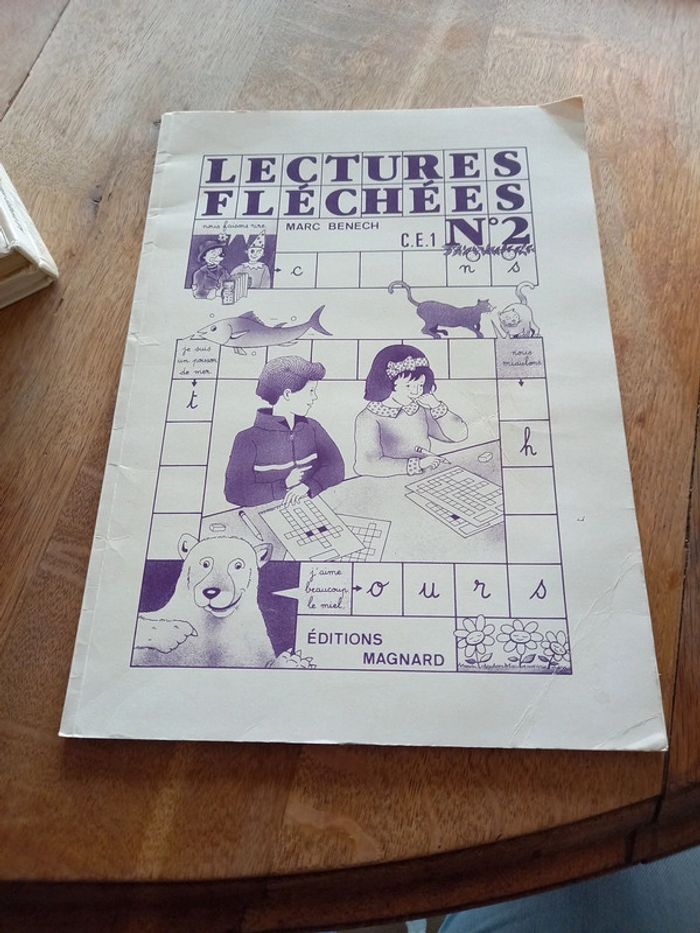 LECTURES
FLÉCHÉES
N°2
MARC BENECH
C.E.1
nous faisons rire
c n s
je suis
un poisson
de mer.
nous
miaulons
t
h
j'aime
beaucoup
le miel.
o u r s
ÉDITIONS
MAGNARD